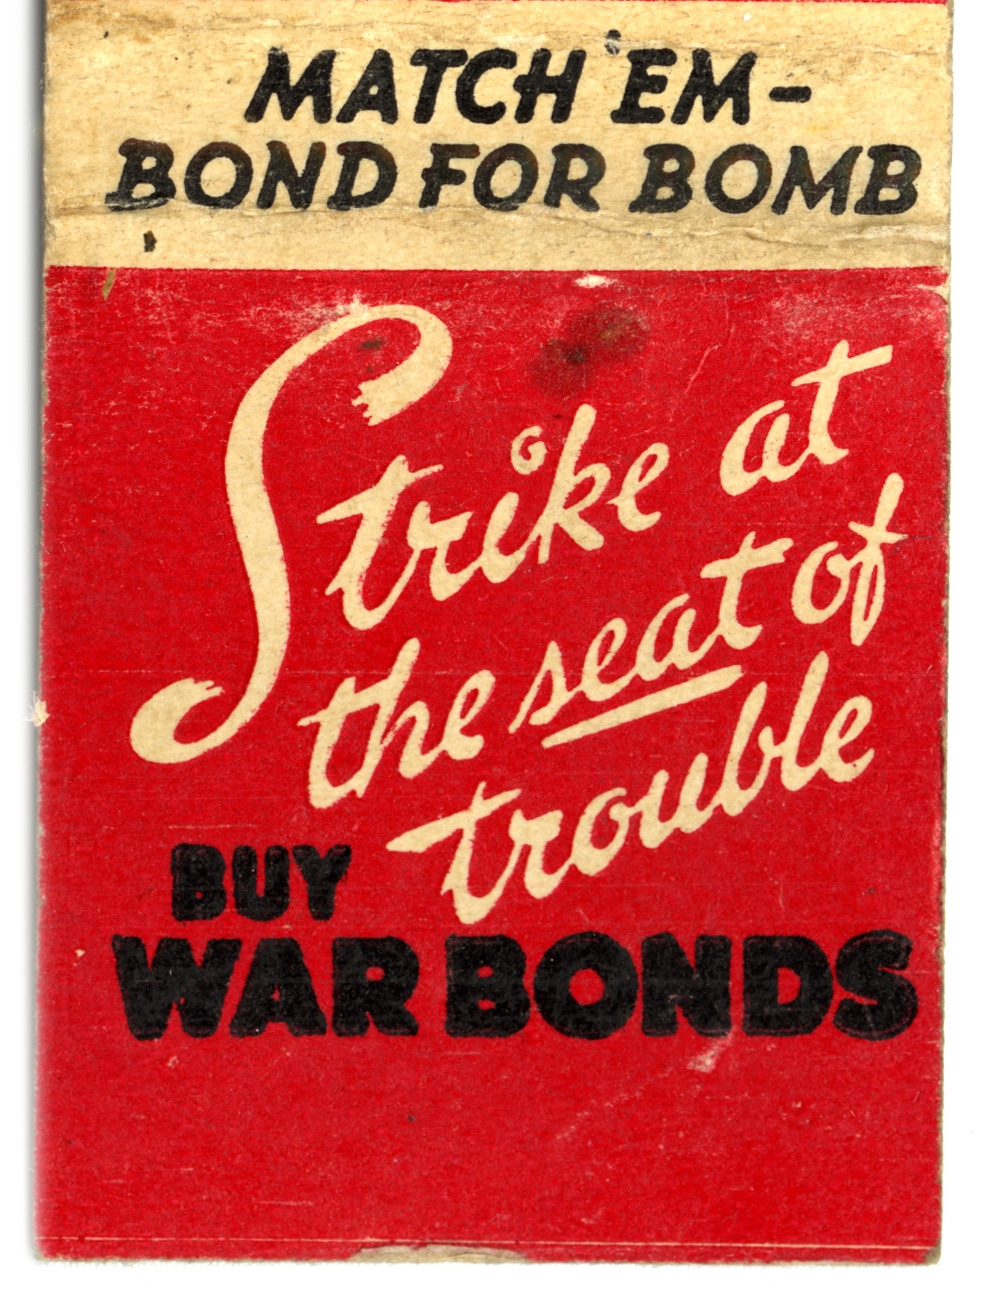 MATCH 'EM–
BOND FOR BOMB
Strike at
the seat of
trouble
BUY
WAR BONDS